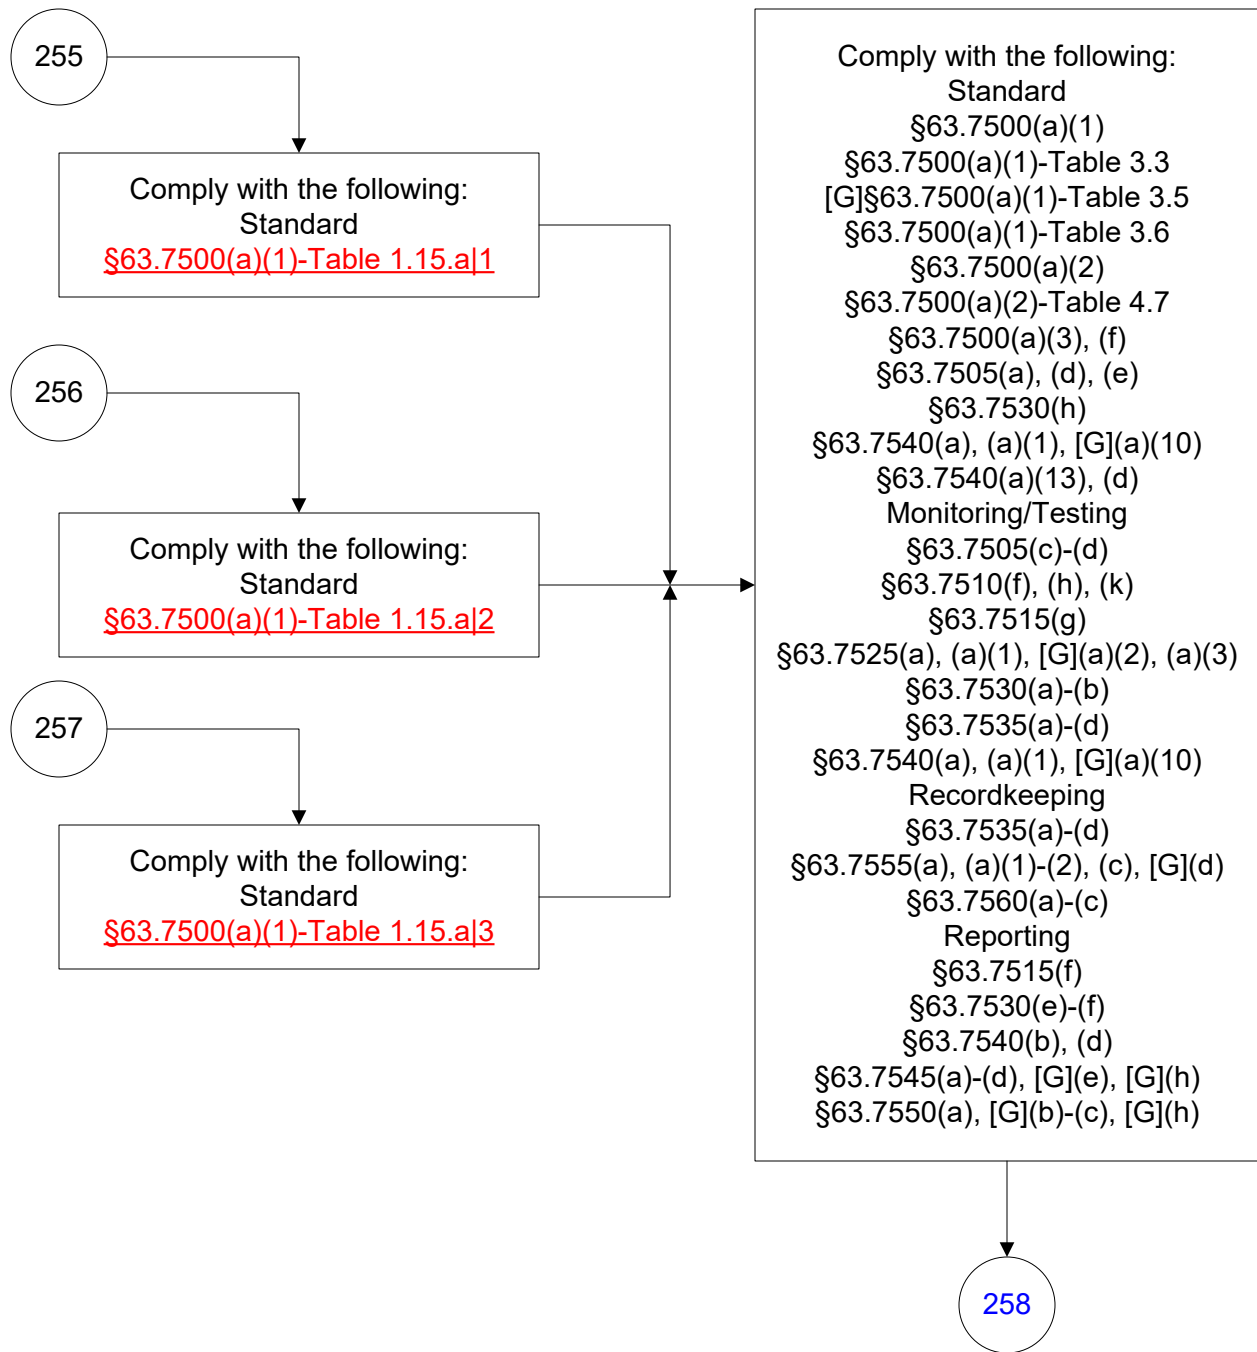 255
Comply with the following:
Standard
§63.7500(a)(1)-Table 1.15.a|1
256
Comply with the following:
Standard
§63.7500(a)(1)-Table 1.15.a|2
257
Comply with the following:
Standard
§63.7500(a)(1)-Table 1.15.a|3
Comply with the following:
Standard
§63.7500(a)(1)
§63.7500(a)(1)-Table 3.3
[G]§63.7500(a)(1)-Table 3.5
§63.7500(a)(1)-Table 3.6
§63.7500(a)(2)
§63.7500(a)(2)-Table 4.7
§63.7500(a)(3), (f)
§63.7505(a), (d), (e)
§63.7530(h)
§63.7540(a), (a)(1), [G](a)(10)
§63.7540(a)(13), (d)
Monitoring/Testing
§63.7505(c)-(d)
§63.7510(f), (h), (k)
§63.7515(g)
§63.7525(a), (a)(1), [G](a)(2), (a)(3)
§63.7530(a)-(b)
§63.7535(a)-(d)
§63.7540(a), (a)(1), [G](a)(10)
Recordkeeping
§63.7535(a)-(d)
§63.7555(a), (a)(1)-(2), (c), [G](d)
§63.7560(a)-(c)
Reporting
§63.7515(f)
§63.7530(e)-(f)
§63.7540(b), (d)
§63.7545(a)-(d), [G](e), [G](h)
§63.7550(a), [G](b)-(c), [G](h)
258